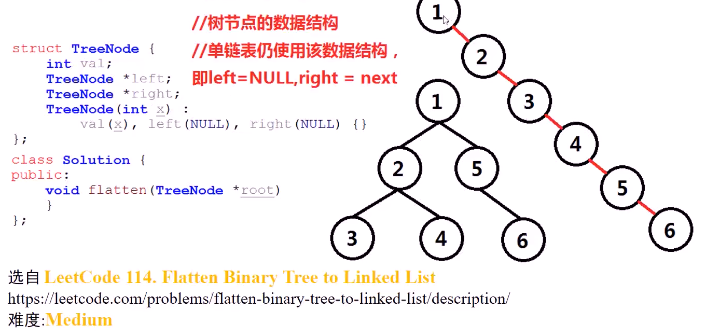 //树节点的数据结构
//单链表仍使用该数据结构，
即left=NULL,right = next
struct TreeNode {
int val;
TreeNode *left;
TreeNode *right;
TreeNode(int x) :
val(x), left(NULL), right(NULL) {}
};
class Solution {
public:
void flatten(TreeNode *root)
}
};
1
2
3
4
5
6
1
2
5
3
4
6
选自 LeetCode 114. Flatten Binary Tree to Linked List
https://leetcode.com/problems/flatten-binary-tree-to-linked-list/description/
难度:Medium